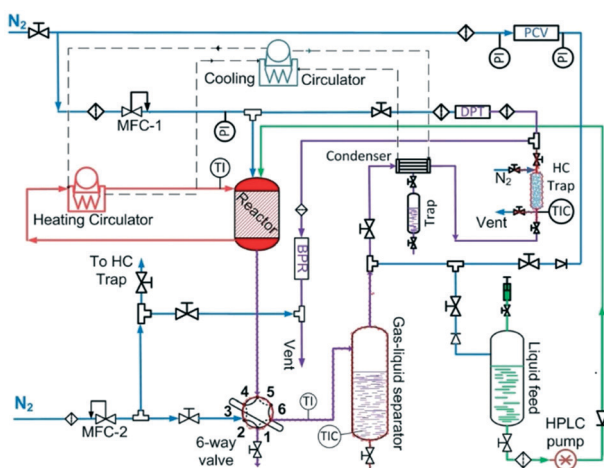 N2
PCV
PI
PI
Cooling
Circulator
MFC-1
PI
DPT
Condenser
HC
Trap
N2
TI
Heating Circulator
Reactor
Trap
TIC
Vent
To HC
Trap
BPR
Vent
Gas-liquid separator
Liquid feed
4
5
3
6
2
1
TI
N2
MFC-2
6-way
valve
TIC
HPLC
pump